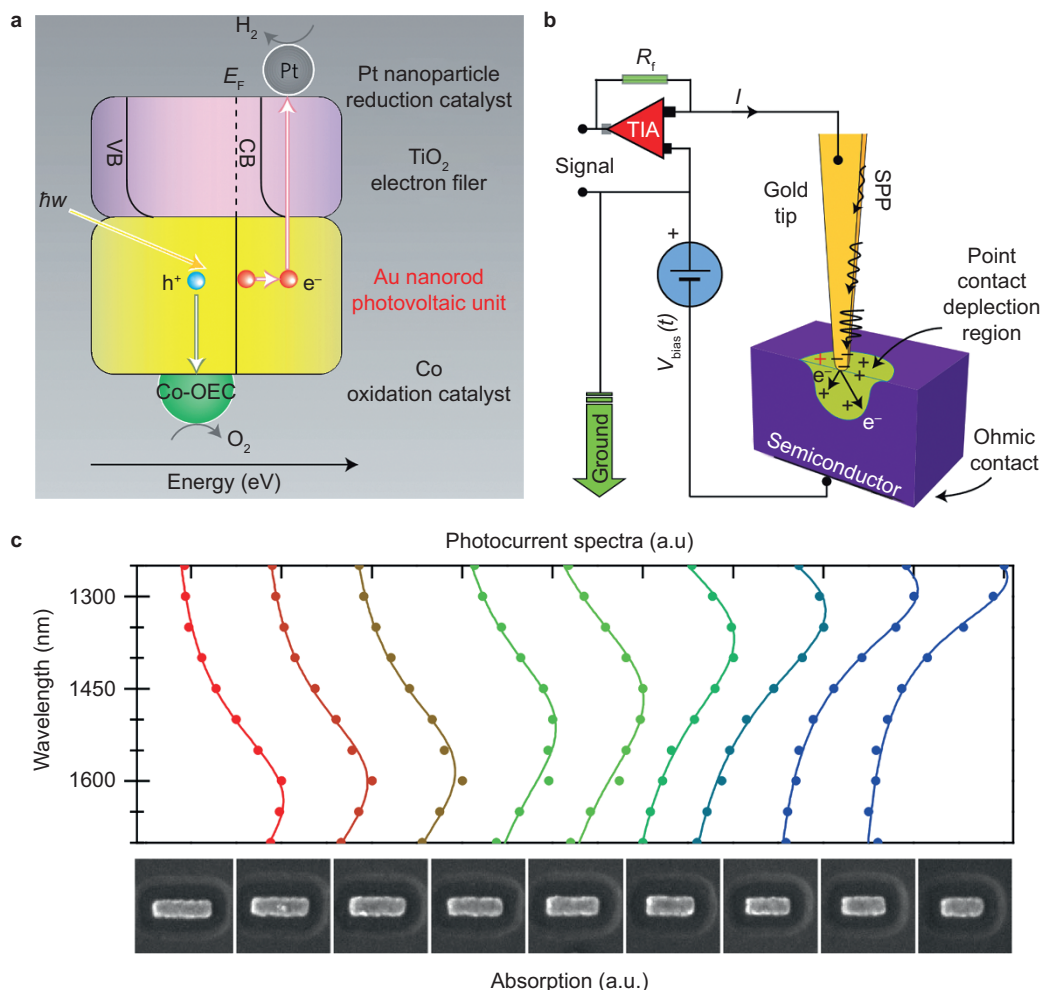 a
H2
Pt
EF
Pt nanoparticle
reduction catalyst
VB
CB
TiO2
electron filer
ħw
h+
e−
Au nanorod
photovoltaic unit
Co-OEC
Co
oxidation catalyst
O2
Energy (eV)
b
Rf
TIA
I
Signal
Gold
tip
SPP
+
Vbias(t)
Point
contact
deplection
region
+ − − −
+ + + + + + +
e−
e−
Semiconductor
Ohmic
contact
Ground
c
Photocurrent spectra (a.u)
Wavelength (nm)
1300
1450
1600
Absorption (a.u.)